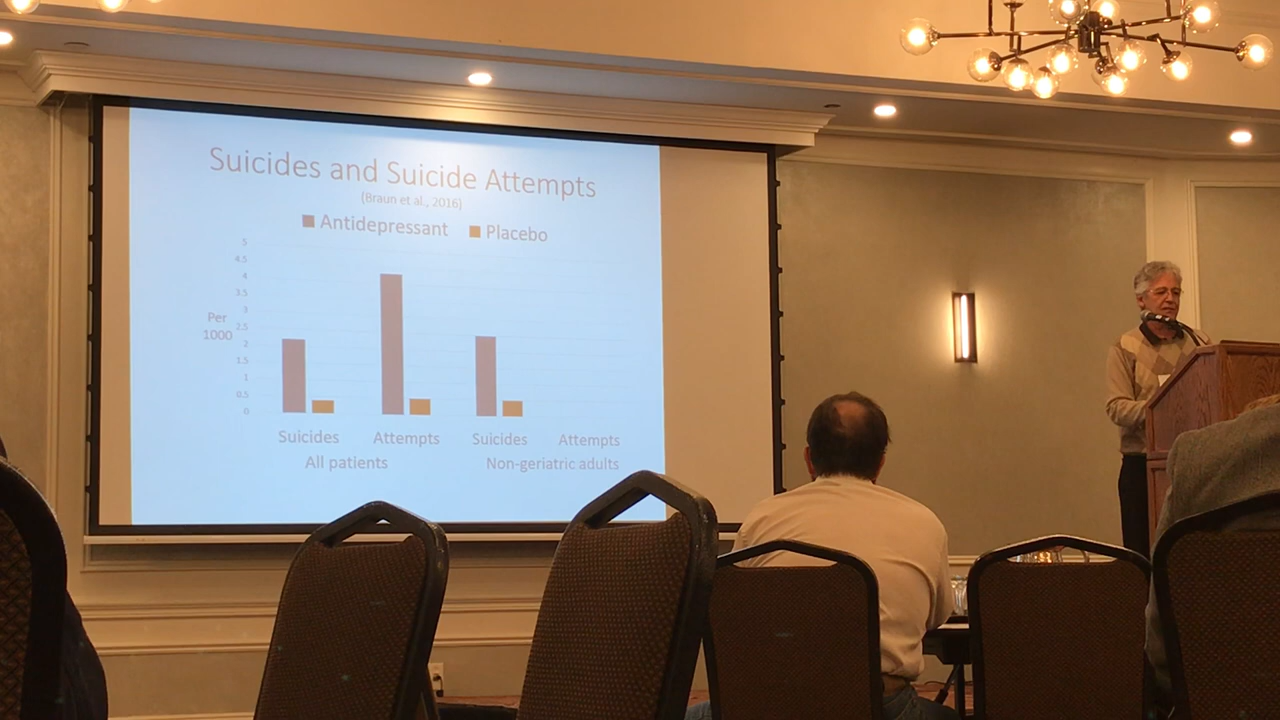 Suicides and Suicide Attempts
(Braun et al., 2016)
Antidepressant Placebo
5
4.5
4
3.5
3
2.5
2
1.5
1
0.5
0
Per
1000
Suicides Attempts Suicides Attempts
All patients Non-geriatric adults